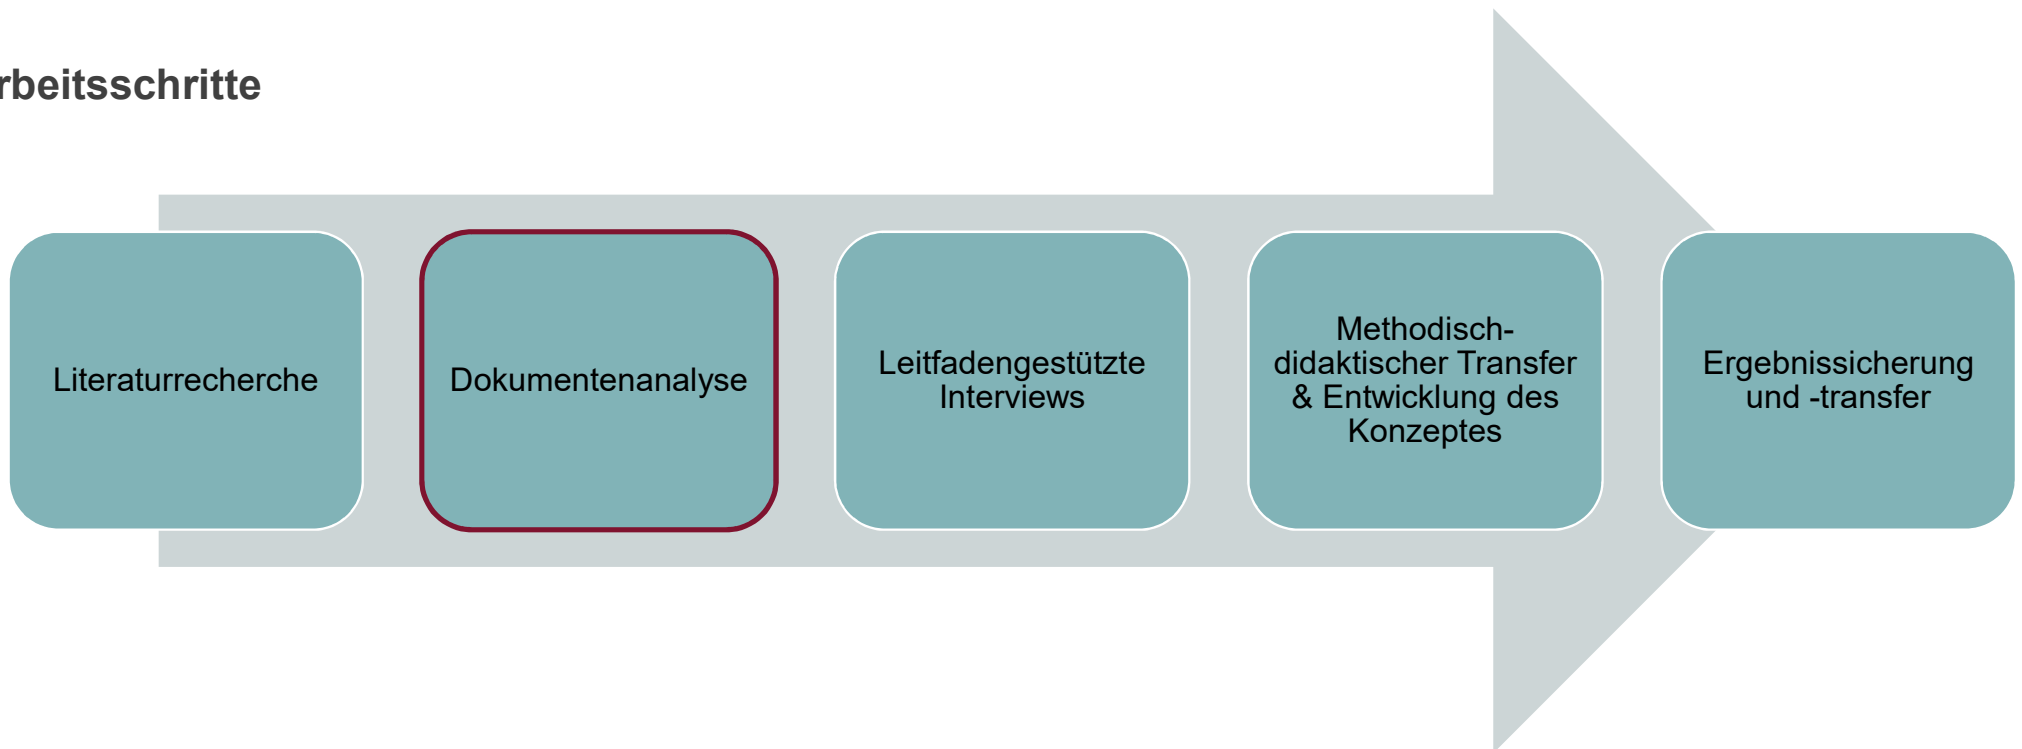 rbeitsschritte
Literaturrecherche
Dokumentenanalyse
Leitfadengestützte
Interviews
Methodisch-
didaktischer Transfer
& Entwicklung des
Konzeptes
Ergebnissicherung
und -transfer